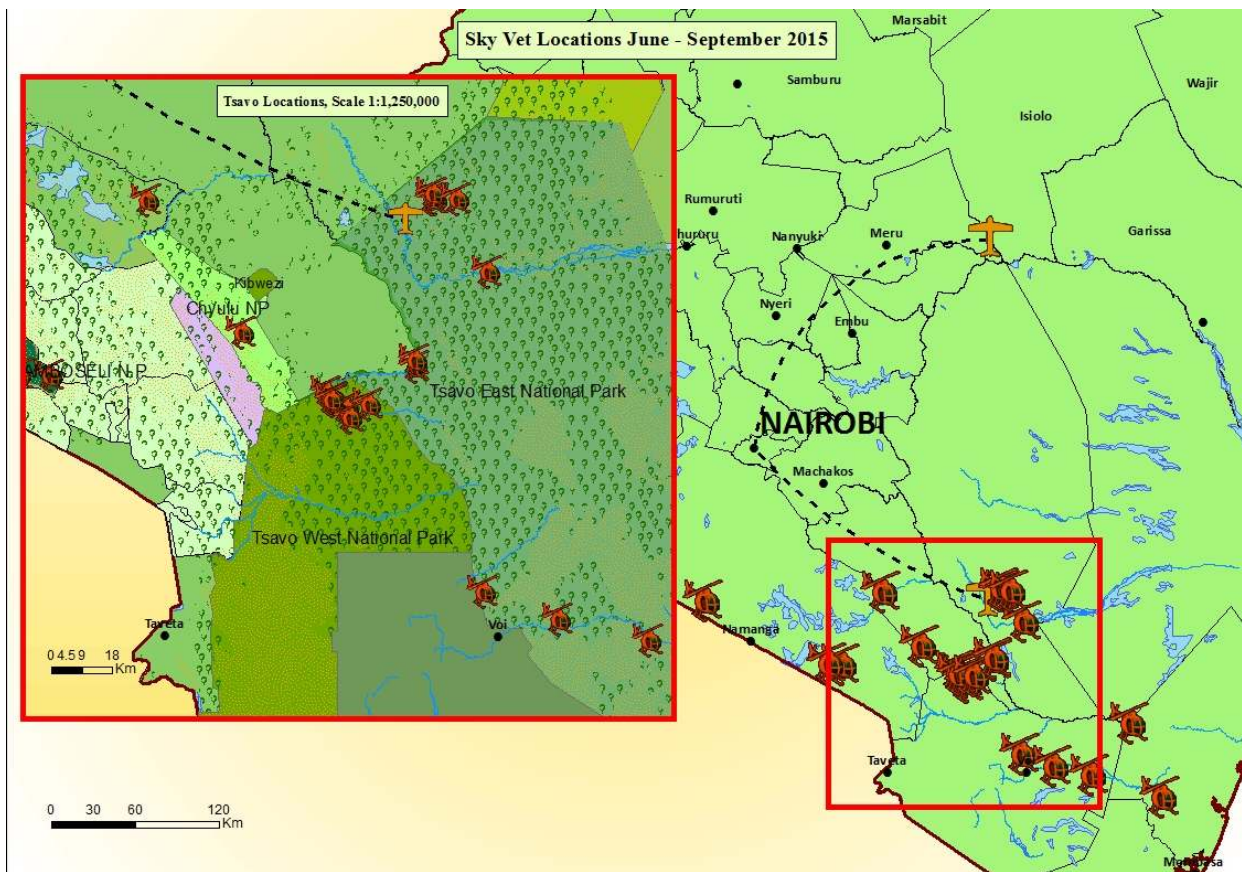 Sky Vet Locations June - September 2015
Marsabit
Samburu
Wajir
Isiolo
Tsavo Locations, Scale 1:1,250,000
Rumuruti
hururu
Nanyuki
Meru
Garissa
Nyeri
Embu
Kibwezi
Chyulu NP
AMBOSELI N.P
Tsavo East National Park
NAIROBI
Machakos
Tsavo West National Park
Taveta
Voi
Namanga
0 4.5 9 18
Km
Taveta
0 30 60 120
Km